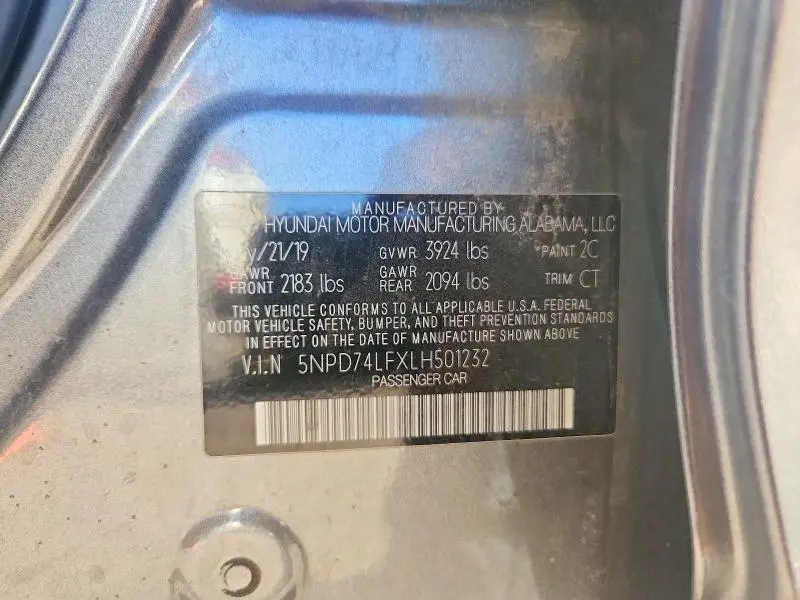 MANUFACTURED BY
HYUNDAI MOTOR MANUFACTURING ALABAMA, LLC
/21/19 GVWR 3924 lbs PAINT 2C
GAWR FRONT 2183 lbs GAWR REAR 2094 lbs TRIM CT
THIS VEHICLE CONFORMS TO ALL APPLICABLE U.S.A. FEDERAL
MOTOR VEHICLE SAFETY, BUMPER, AND THEFT PREVENTION STANDARDS
IN EFFECT ON THE DATE OF MANUFACTURE SHOWN ABOVE.
V.I.N 5NPD74LFXLH501232
PASSENGER CAR